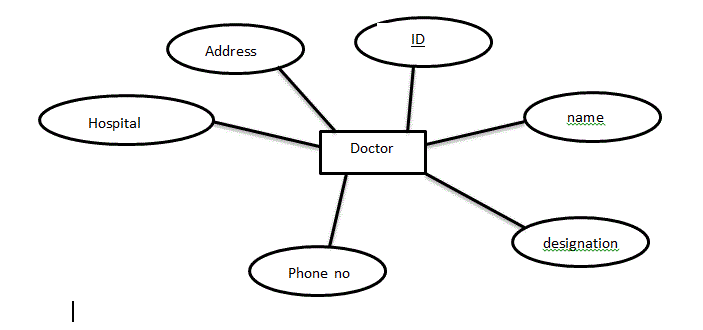 ID
Address
name
Hospital
Doctor
designation
Phone no